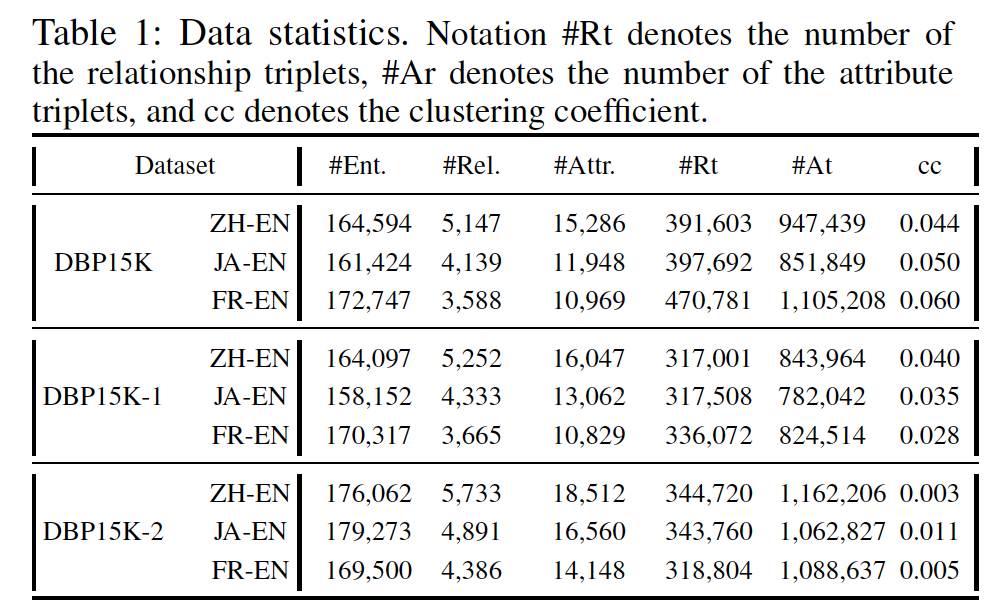 Table 1: Data statistics. Notation #Rt denotes the number of
the relationship triplets, #Ar denotes the number of the attribute
triplets, and cc denotes the clustering coefficient.
Dataset #Ent. #Rel. #Attr. #Rt #At cc
ZH-EN 164,594 5,147 15,286 391,603 947,439 0.044
DBP15K JA-EN 161,424 4,139 11,948 397,692 851,849 0.050
FR-EN 172,747 3,588 10,969 470,781 1,105,208 0.060
ZH-EN 164,097 5,252 16,047 317,001 843,964 0.040
DBP15K-1 JA-EN 158,152 4,333 13,062 317,508 782,042 0.035
FR-EN 170,317 3,665 10,829 336,072 824,514 0.028
ZH-EN 176,062 5,733 18,512 344,720 1,162,206 0.003
DBP15K-2 JA-EN 179,273 4,891 16,560 343,760 1,062,827 0.011
FR-EN 169,500 4,386 14,148 318,804 1,088,637 0.005